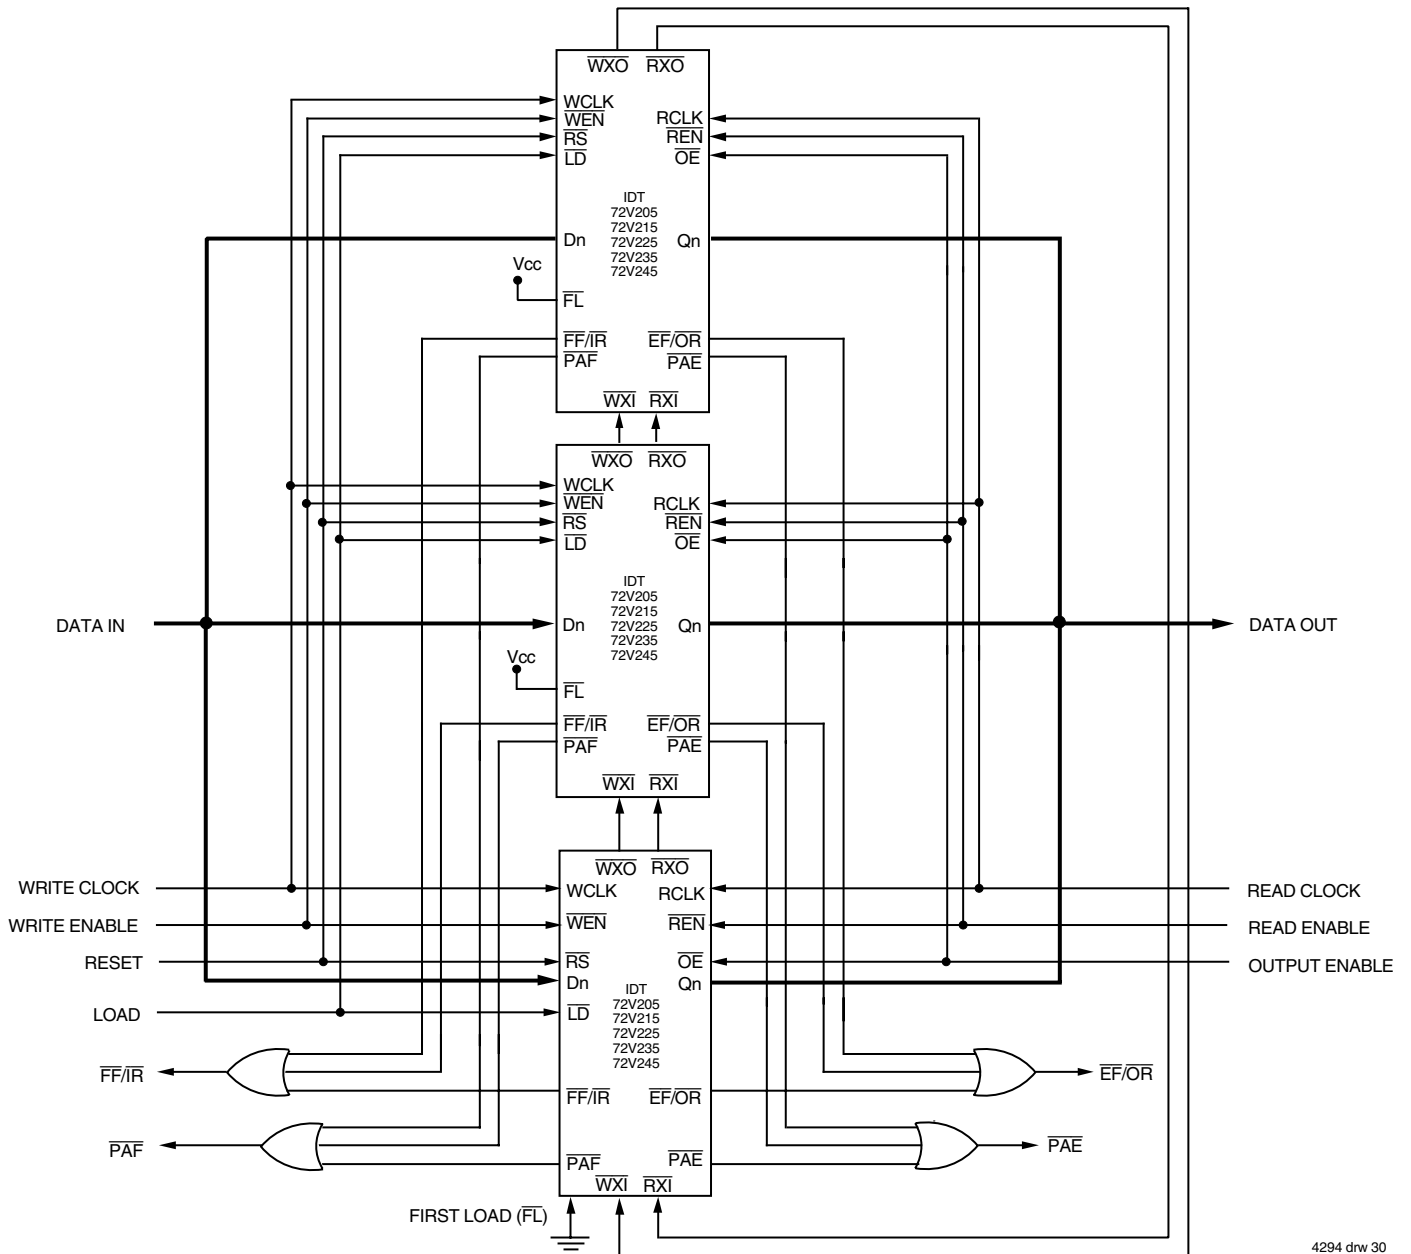 WXO RXO
WCLK
WEN RCLK
RS REN
LD OE
IDT
72V205
72V215
Dn 72V225 Qn
72V235
72V245
Vcc
FL
FF/IR EF/OR
PAF PAE
WXI RXI
WXO RXO
WCLK
WEN RCLK
RS REN
LD OE
IDT
72V205
72V215
DATA IN Dn 72V225 Qn DATA OUT
72V235
72V245
Vcc
FL
FF/IR EF/OR
PAF PAE
WXI RXI
WXO RXO
WRITE CLOCK WCLK RCLK READ CLOCK
WRITE ENABLE WEN REN READ ENABLE
RESET RS OE OUTPUT ENABLE
Dn Qn
IDT
72V205
LOAD LD 72V215
72V225
72V235
72V245
FF/IR EF/OR
FF/IR EF/OR
PAF PAE
PAF PAE
WXI RXI
FIRST LOAD (FL)
4294 drw 30